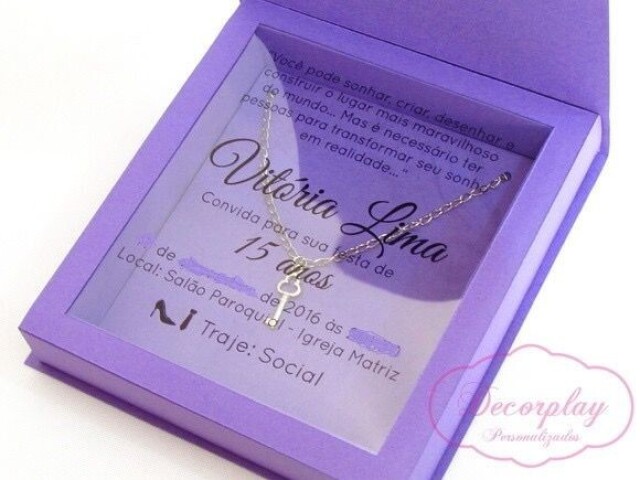 "Você pode sonhar, criar, desenhar e
construir o lugar mais maravilhoso
do mundo... Mas é necessário ter
pessoas para transformar seu sonho
em realidade..."
Vitória Lima
Convida para sua festa de
15 anos
de de 2016 às
Local: Salão Paroquial - Igreja Matriz
Traje: Social
Decorplay
Personalizados